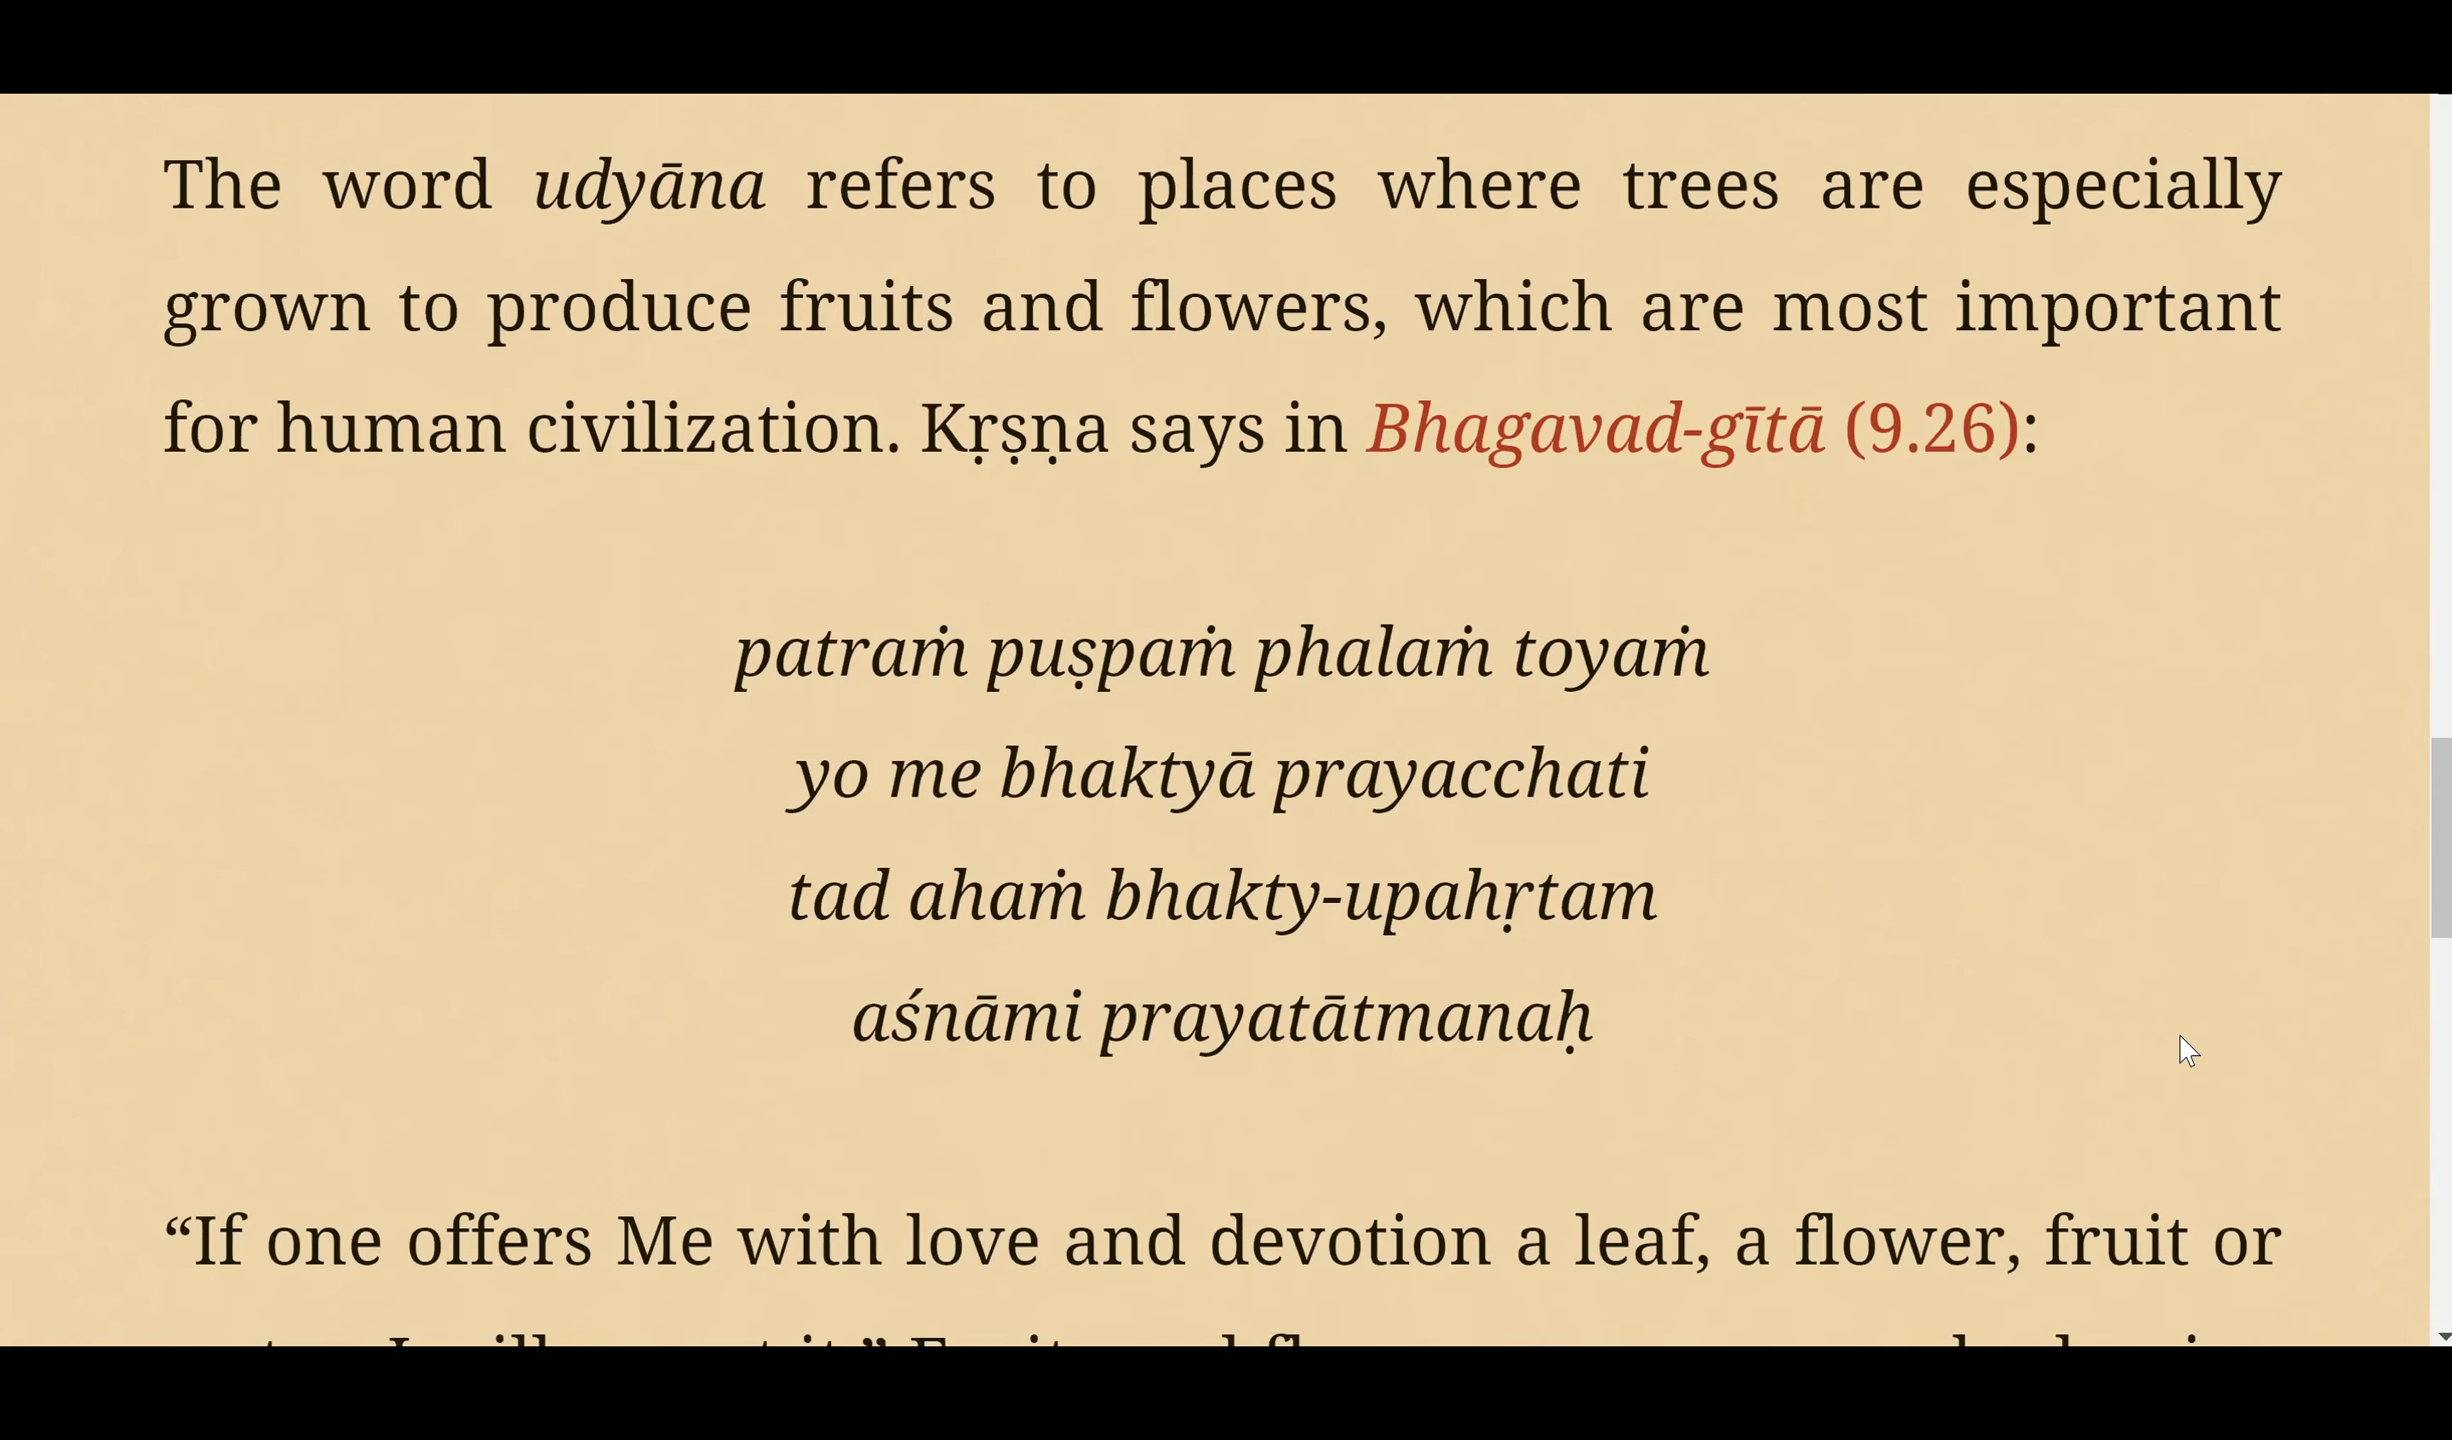 The word udyāna refers to places where trees are especially
grown to produce fruits and flowers, which are most important
for human civilization. Kṛṣṇa says in Bhagavad-gītā (9.26):
patraṁ puṣpaṁ phalaṁ toyaṁ
yo me bhaktyā prayacchati
tad ahaṁ bhakty-upahṛtam
aśnāmi prayatātmanaḥ
“If one offers Me with love and devotion a leaf, a flower, fruit or